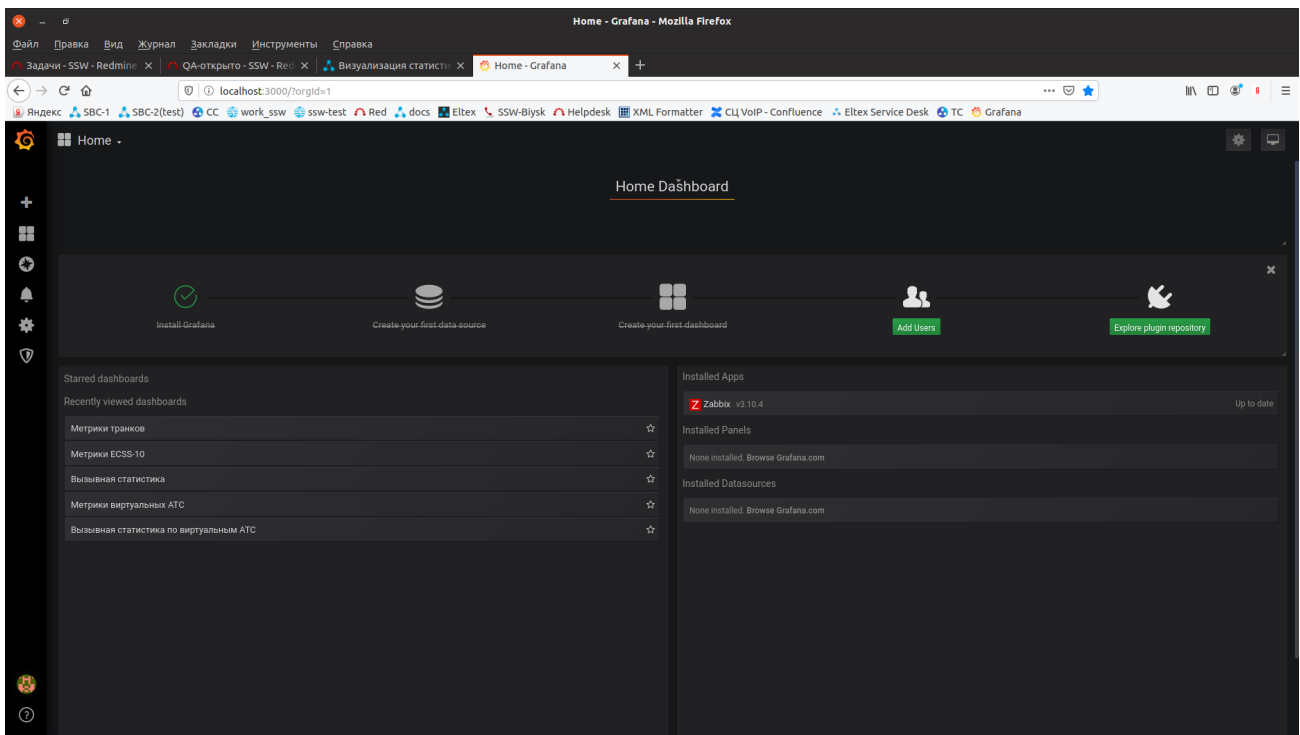 Home - Grafana - Mozilla Firefox
Файл Правка Вид Журнал Закладки Инструменты Справка
Задачи - SSW - Redmine QA-открыто - SSW - Red Визуализация статисти Home - Grafana
localhost:3000/?orgId=1
Яндекс SBC-1 SBC-2(test) CC work_ssw ssw-test Red docs Eltex SSW-Biysk Helpdesk XML Formatter СЦ VoIP - Confluence Eltex Service Desk TC Grafana
Home
Home Dashboard
Install Grafana
Create your first data source
Create your first dashboard
Add Users
Explore plugin repository
Starred dashboards
Recently viewed dashboards
Метрики транков
Метрики ECSS-10
Вызывная статистика
Метрики виртуальных АТС
Вызывная статистика по виртуальным АТС
Installed Apps
Z Zabbix v3.10.4 Up to date
Installed Panels
None installed. Browse Grafana.com
Installed Datasources
None installed. Browse Grafana.com